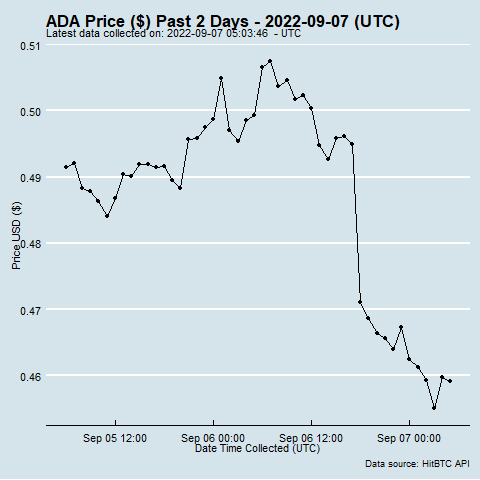 ADA Price ($) Past 2 Days - 2022-09-07 (UTC)
Latest data collected on: 2022-09-07 05:03:46  - UTC
0.51
0.50
0.49
0.48
0.47
0.46
Price USD ($)
Sep 05 12:00
Sep 06 00:00
Sep 06 12:00
Sep 07 00:00
Date Time Collected (UTC)
Data source: HitBTC API